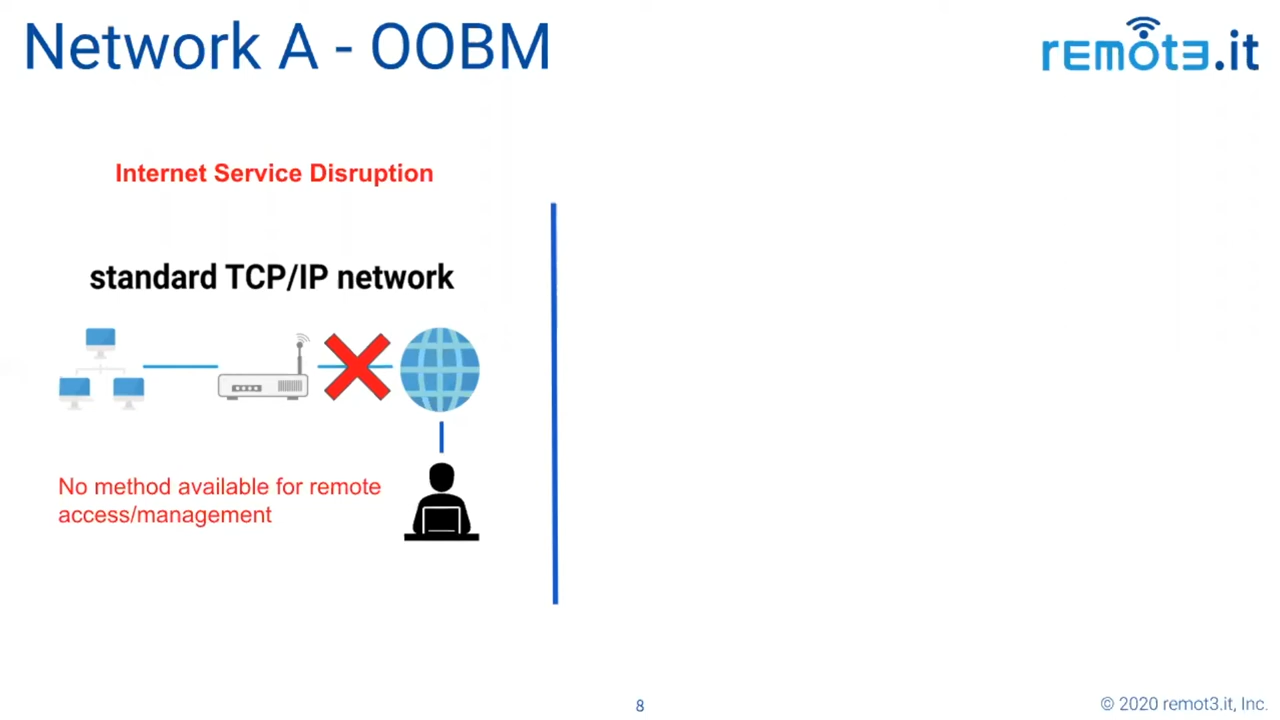 Network A - OOBM
remot3.it
Internet Service Disruption
standard TCP/IP network
No method available for remote
access/management
8
© 2020 remot3.it, Inc.